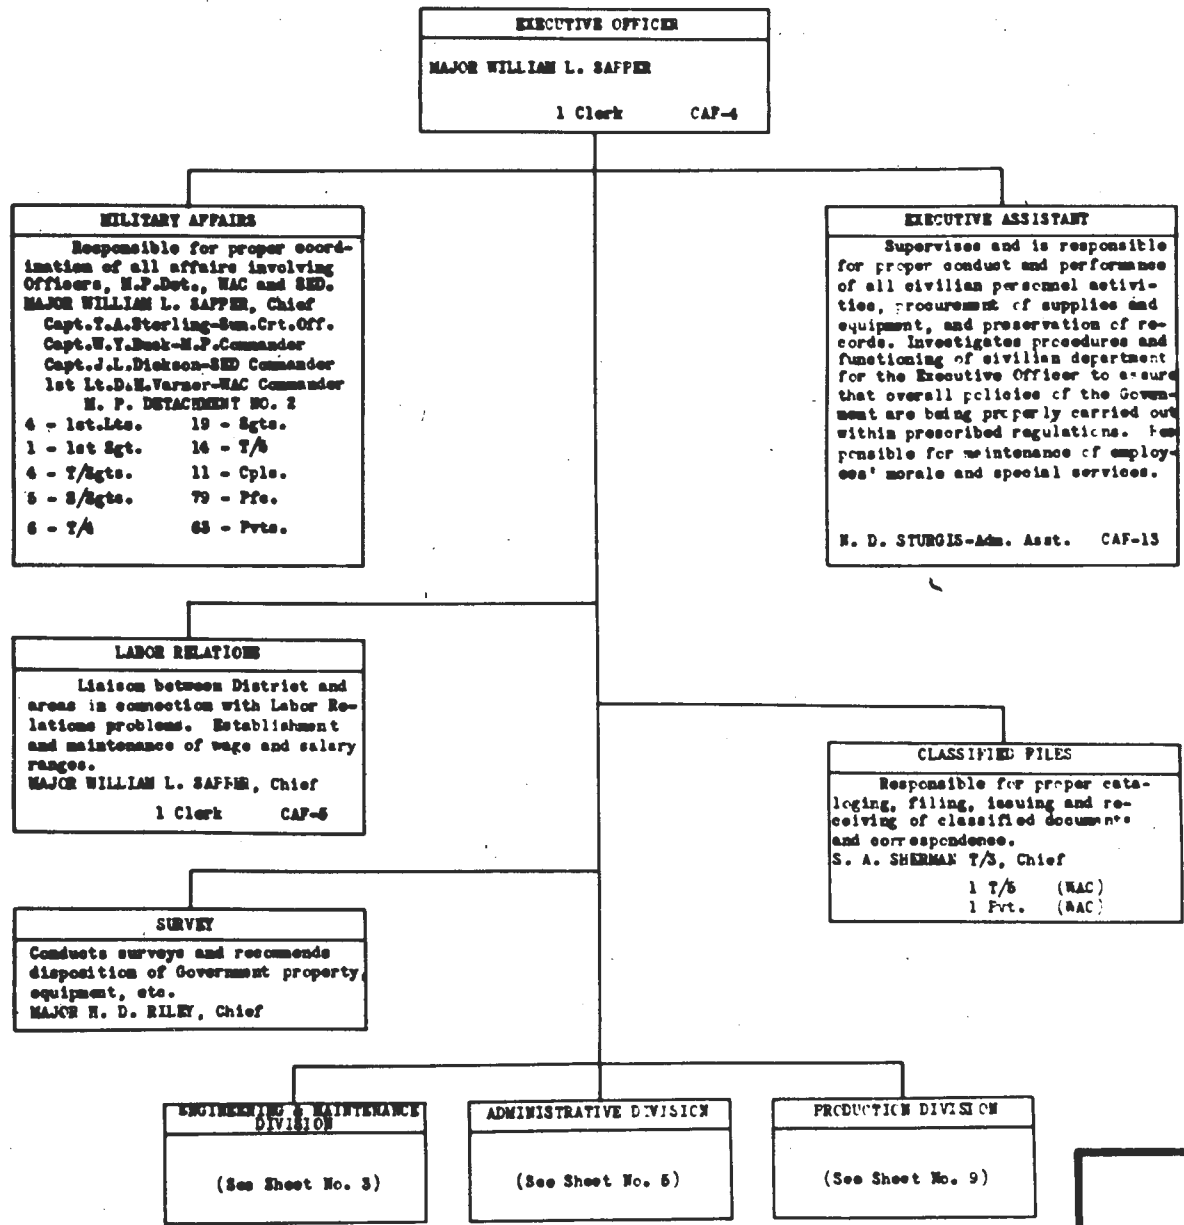 EXECUTIVE OFFICER
MAJOR WILLIAM L. SAPPER
1 Clerk CAF-4
MILITARY AFFAIRS
Responsible for proper coord-
ination of all affairs involving
Officers, M.P.Det., WAC and SED.
MAJOR WILLIAM L. SAPPER, Chief
Capt.T.A.Sterling-Sum.Crt.Off.
Capt.W.Y.Buek-M.P.Commander
Capt.J.L.Dickson-SED Commander
1st Lt.D.M.Varner-WAC Commander
M. P. DETACHMENT NO. 2
4 - 1st.Lts. 19 - Sgts.
1 - 1st Sgt. 14 - T/5
4 - T/Sgts. 11 - Cpls.
5 - S/Sgts. 79 - Pfc.
6 - T/4 63 - Pvts.
EXECUTIVE ASSISTANT
Supervises and is responsible
for proper conduct and performance
of all civilian personnel activi-
ties, procurement of supplies and
equipment, and preservation of re-
cords. Investigates procedures and
functioning of civilian department
for the Executive Officer to assure
that overall policies of the Govern-
ment are being properly carried out
within prescribed regulations. Res
ponsible for maintenance of employ-
ees' morale and special services.
N. D. STURGIS-Adm. Asst. CAF-13
LABOR RELATIONS
Liaison between District and
areas in connection with Labor Re-
lations problems. Establishment
and maintenance of wage and salary
ranges.
MAJOR WILLIAM L. SAPPER, Chief
1 Clerk CAF-5
CLASSIFIED FILES
Responsible for proper cata-
loging, filing, issuing and re-
ceiving of classified documents
and correspondence.
S. A. SHERMAN T/3, Chief
1 T/5 (WAC)
1 Pvt. (WAC)
SURVEY
Conducts surveys and recommends
disposition of Government property,
equipment, etc.
MAJOR H. D. RILEY, Chief
ENGINEERING & MAINTENANCE
DIVISION
(See Sheet No. 3)
ADMINISTRATIVE DIVISION
(See Sheet No. 5)
PRODUCTION DIVISION
(See Sheet No. 9)